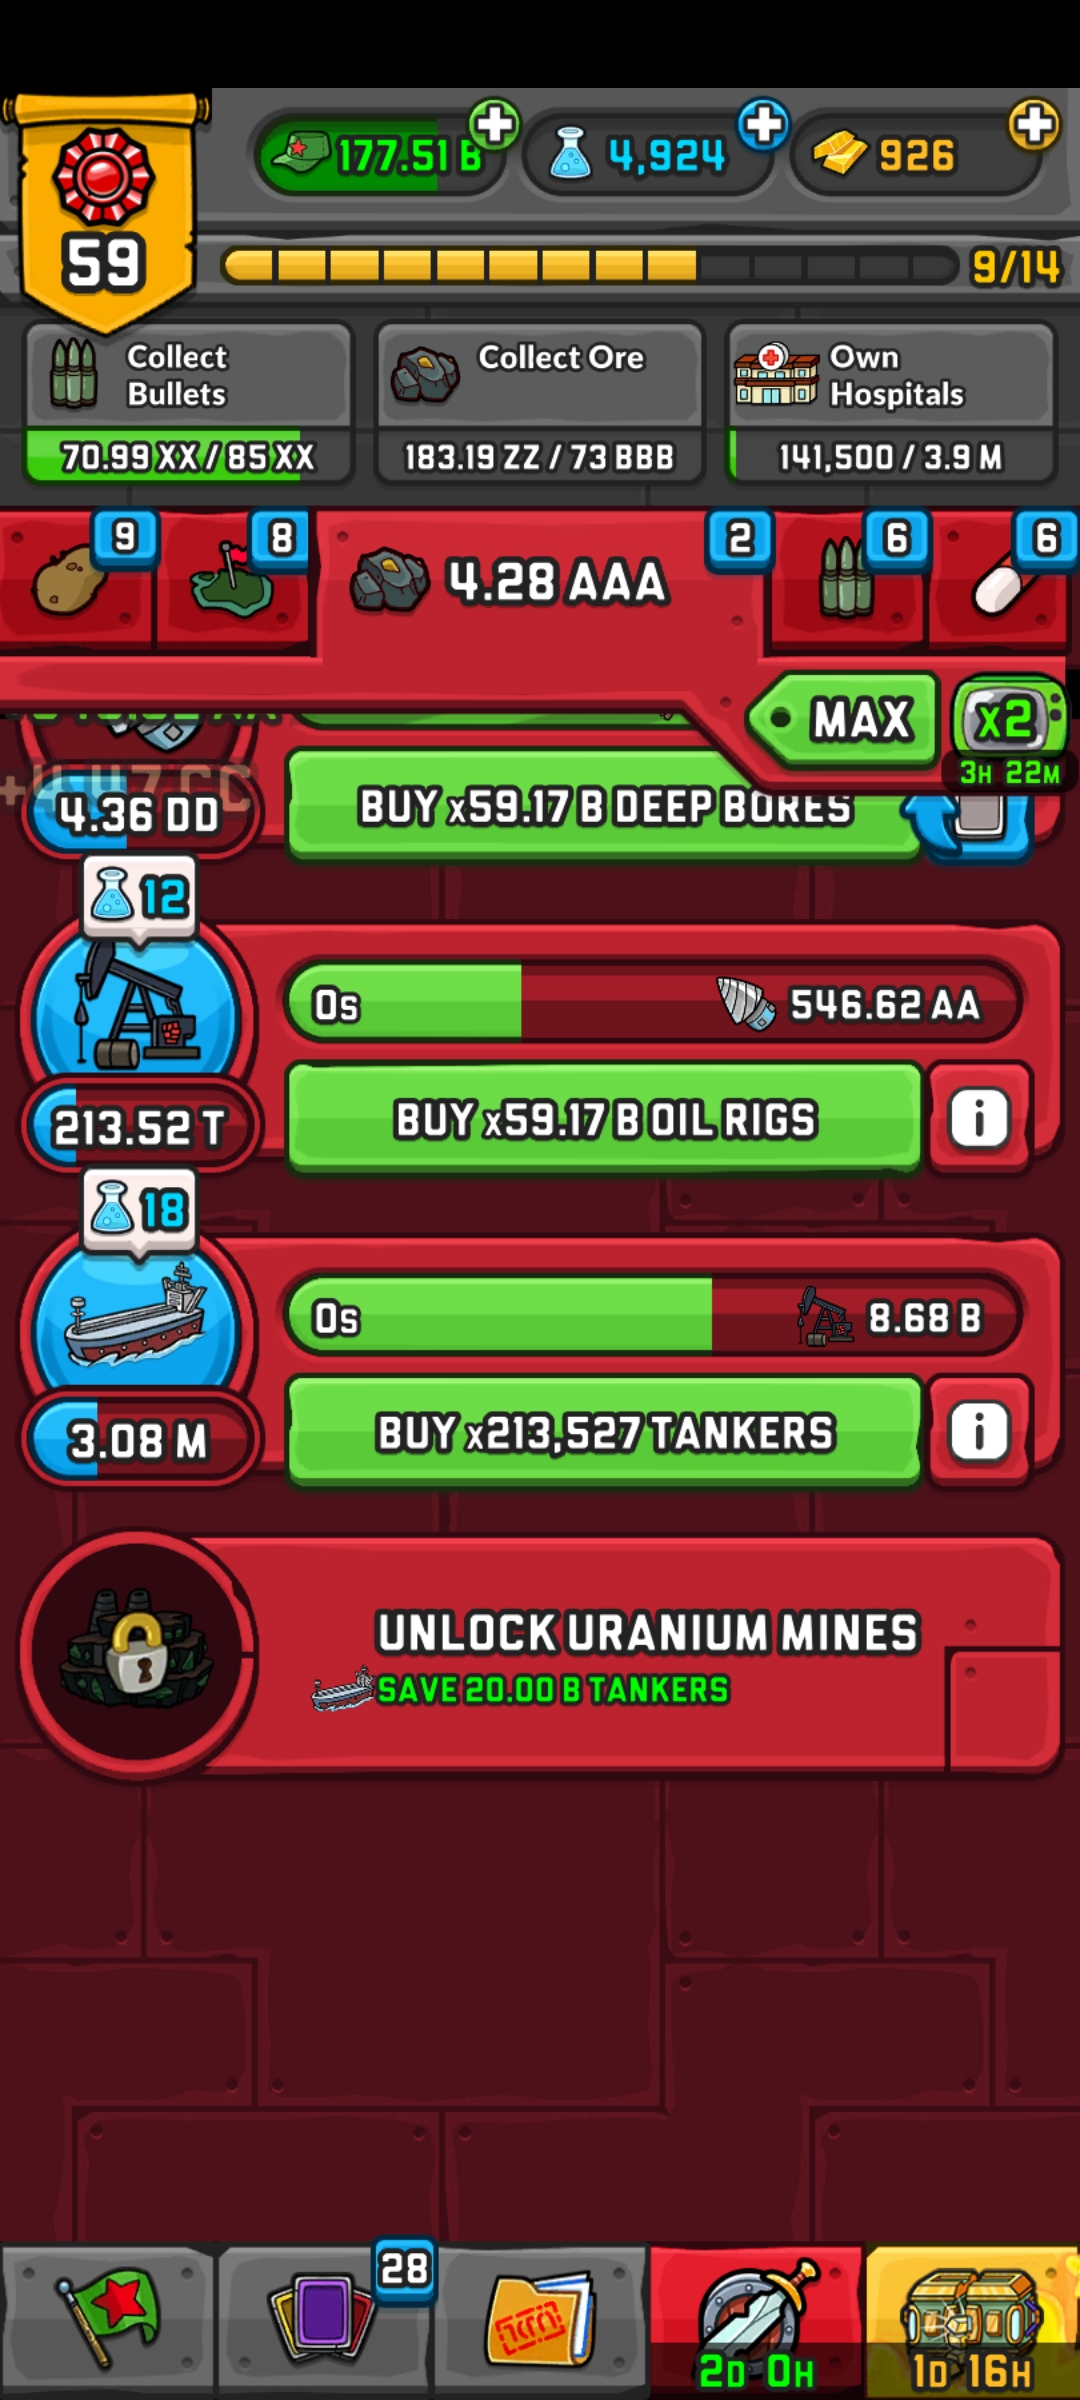 177.51 B
4,924
926
59
9/14
Collect
Bullets
Collect Ore
Own
Hospitals
70.99 XX / 85 XX
183.19 ZZ / 73 BBB
141,500 / 3.9 M
9
8
4.28 AAA
2
6
6
MAX
x2
3H 22M
+4.47 CC
4.36 DD
BUY x59.17 B DEEP BORES
12
0s
546.62 AA
213.52 T
BUY x59.17 B OIL RIGS
i
18
0s
8.68 B
3.08 M
BUY x213,527 TANKERS
i
UNLOCK URANIUM MINES
SAVE 20.00 B TANKERS
28
2D 0H
1D 16H